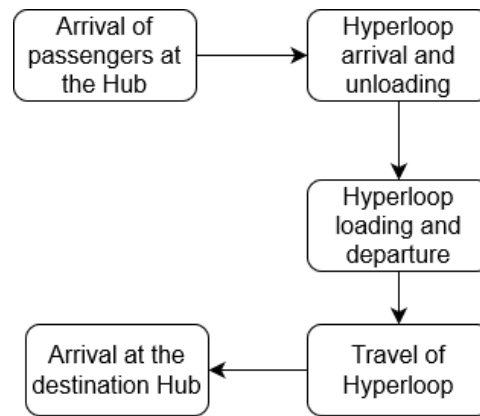 Arrival of
passengers at
the Hub
Hyperloop
arrival and
unloading
Hyperloop
loading and
departure
Travel of
Hyperloop
Arrival at the
destination Hub